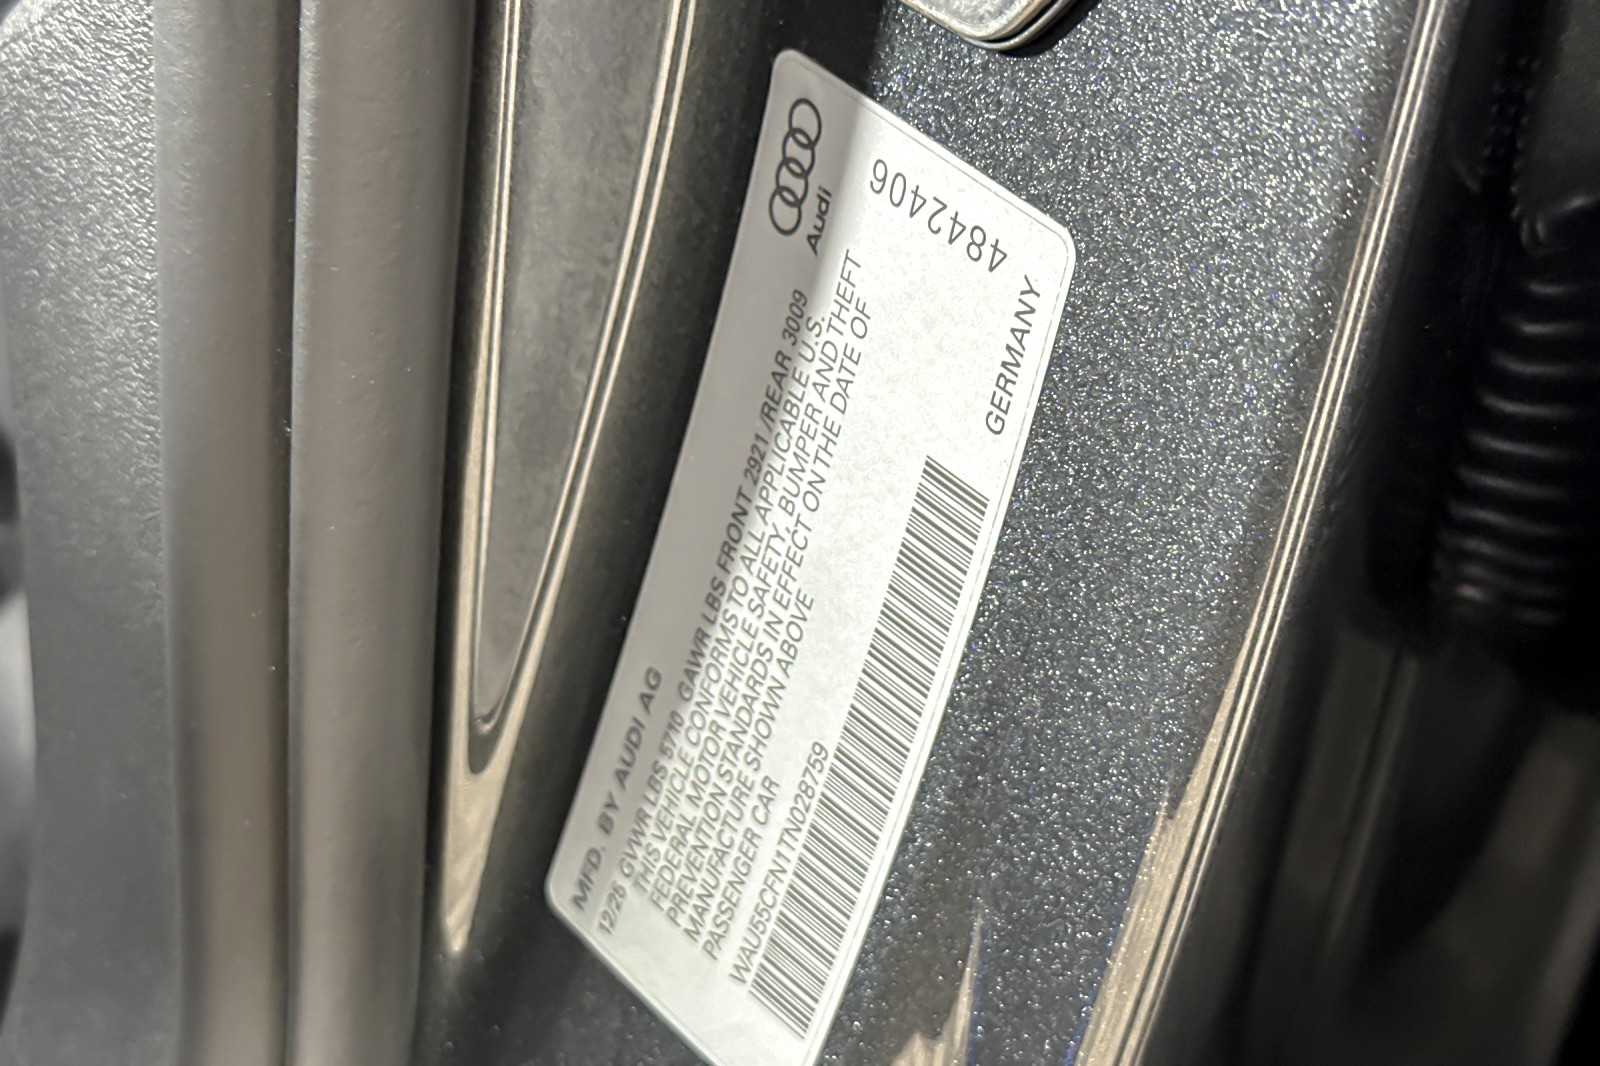 MFD. BY AUDI AG
Audi
12/25 GVWR LBS 5710 GAWR LBS FRONT 2921 /REAR 3009
THIS VEHICLE CONFORMS TO ALL APPLICABLE U.S.
FEDERAL MOTOR VEHICLE SAFETY, BUMPER AND THEFT
PREVENTION STANDARDS IN EFFECT ON THE DATE OF
MANUFACTURE SHOWN ABOVE
PASSENGER CAR
WAU55CFN1TN028759
GERMANY
4842406